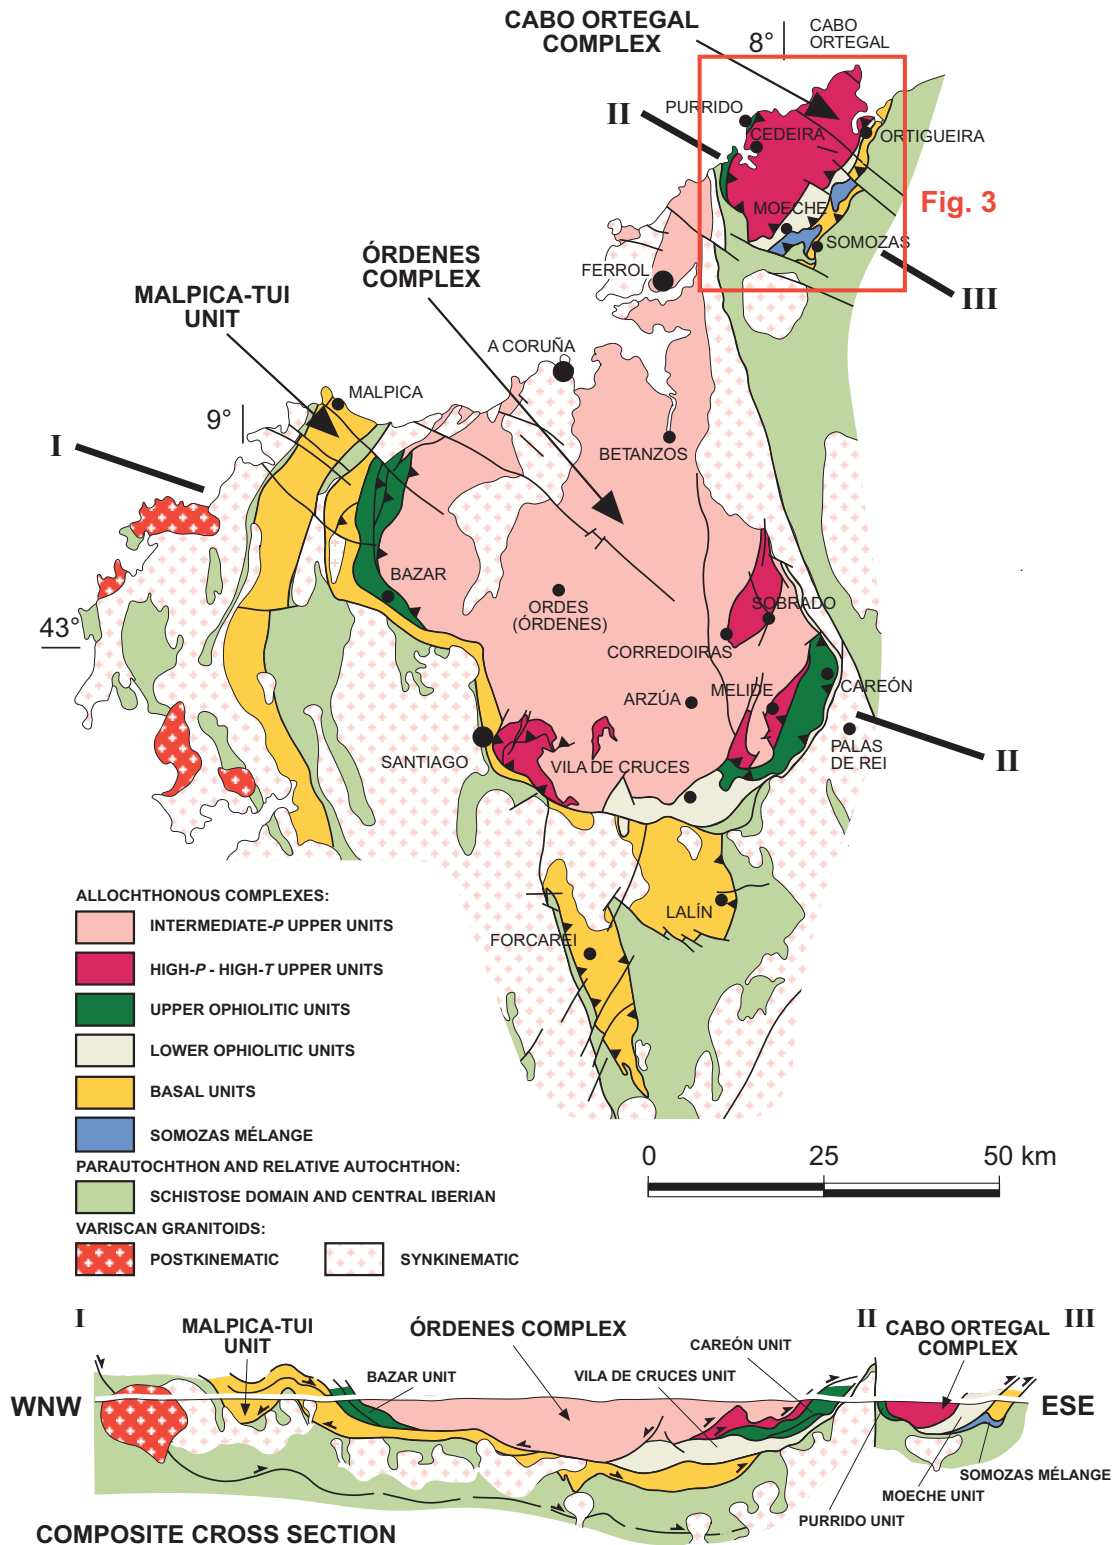 CABO ORTEGAL
COMPLEX
8°
CABO
ORTEGAL
II
PURRIDO
CEDEIRA
ORTIGUEIRA
Fig. 3
MOECHE
SOMOZAS
III
ÓRDENES
COMPLEX
FERROL
MALPICA-TUI
UNIT
A CORUÑA
MALPICA
9°
I
BETANZOS
BAZAR
ORDES
(ÓRDENES)
SOBRADO
43°
CORREDOIRAS
ARZÚA
MELIDE
CAREÓN
SANTIAGO
VILA DE CRUCES
PALAS
DE REI
II
LALÍN
FORCAREI
ALLOCHTHONOUS COMPLEXES:
INTERMEDIATE-P UPPER UNITS
HIGH-P - HIGH-T UPPER UNITS
UPPER OPHIOLITIC UNITS
LOWER OPHIOLITIC UNITS
BASAL UNITS
SOMOZAS MÉLANGE
PARAUTOCHTHON AND RELATIVE AUTOCHTHON:
SCHISTOSE DOMAIN AND CENTRAL IBERIAN
VARISCAN GRANITOIDS:
POSTKINEMATIC
SYNKINEMATIC
0 25 50 km
I
II
III
MALPICA-TUI
UNIT
ÓRDENES COMPLEX
CABO ORTEGAL
COMPLEX
CAREÓN UNIT
BAZAR UNIT
VILA DE CRUCES UNIT
WNW
ESE
SOMOZAS MÉLANGE
MOECHE UNIT
PURRIDO UNIT
COMPOSITE CROSS SECTION